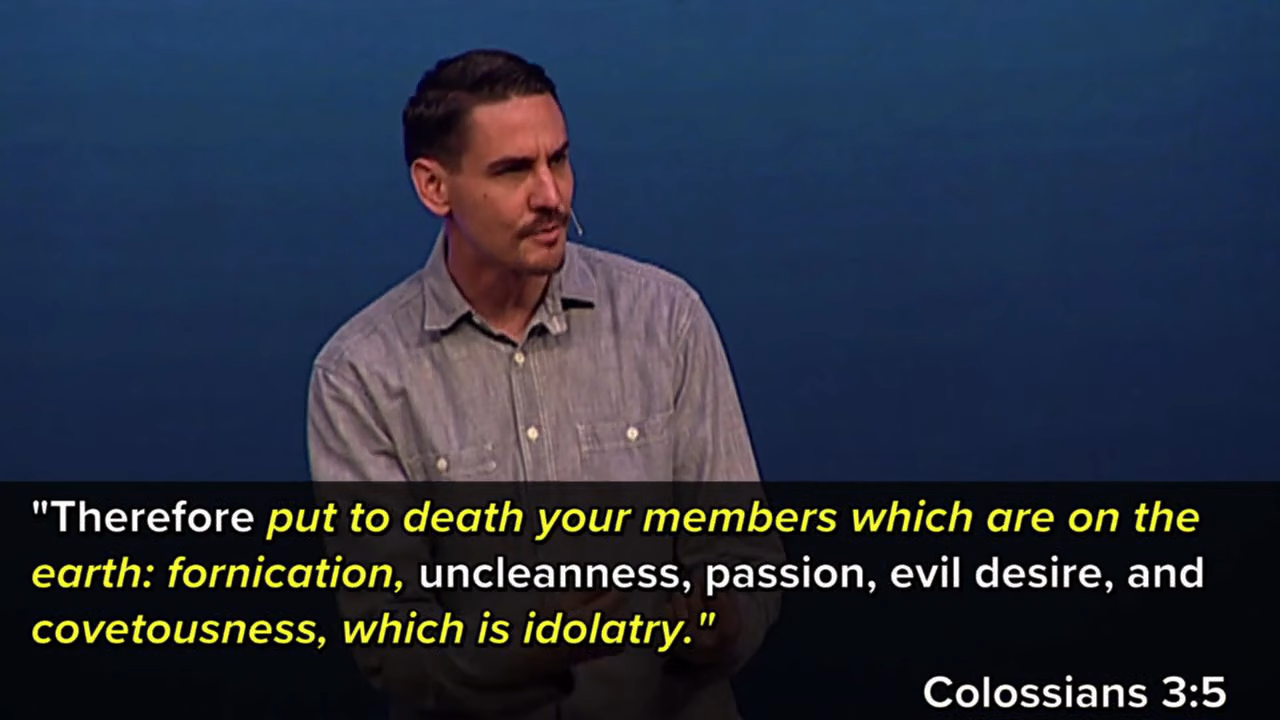 "Therefore put to death your members which are on the
earth: fornication, uncleanness, passion, evil desire, and
covetousness, which is idolatry."
Colossians 3:5